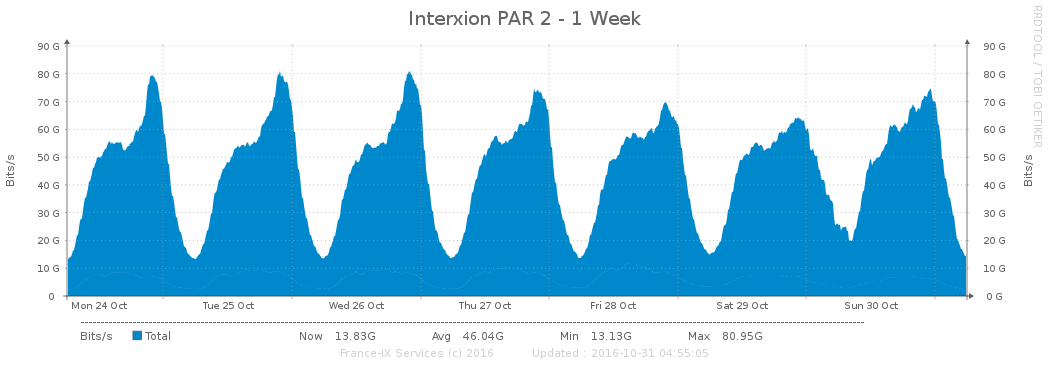 Interxion PAR 2 - 1 Week
RRDTOOL / TOBI OETIKER
Bits/s
90 G 90 G
80 G 80 G
70 G 70 G
60 G 60 G
50 G 50 G
40 G 40 G
30 G 30 G
20 G 20 G
10 G 10 G
0 0 G
Bits/s
Mon 24 Oct Tue 25 Oct Wed 26 Oct Thu 27 Oct Fri 28 Oct Sat 29 Oct Sun 30 Oct
Bits/s Total Now 13.83G Avg 46.04G Min 13.13G Max 80.95G
France-IX Services (c) 2016 Updated : 2016-10-31 04:55:05